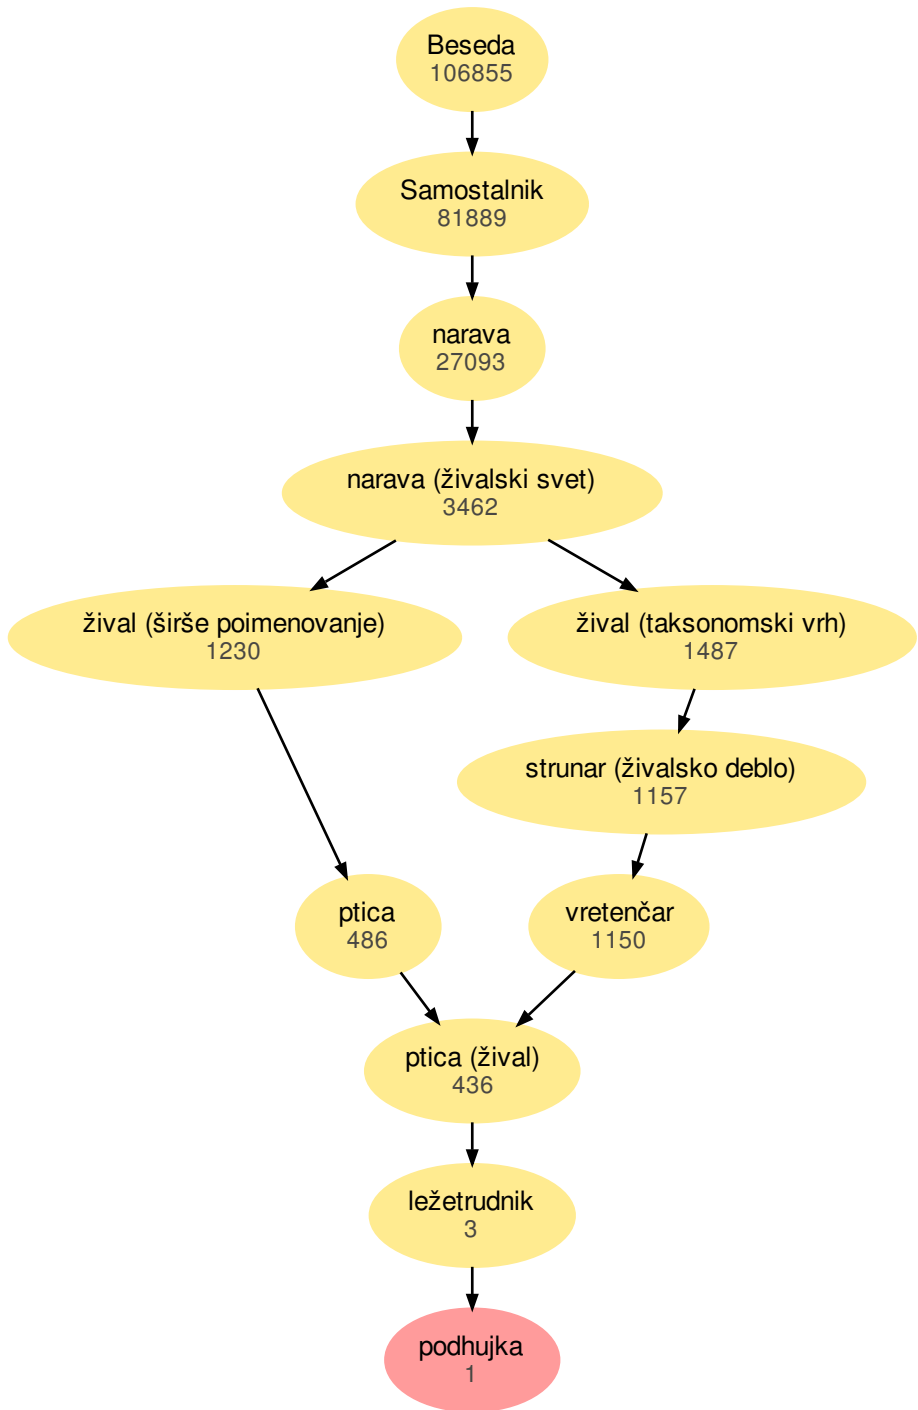 Beseda
106855
Samostalnik
81889
narava
27093
narava (živalski svet)
3462
žival (širše poimenovanje)
1230
žival (taksonomski vrh)
1487
strunar (živalsko deblo)
1157
ptica
486
vretenčar
1150
ptica (žival)
436
ležetrudnik
3
podhujka
1